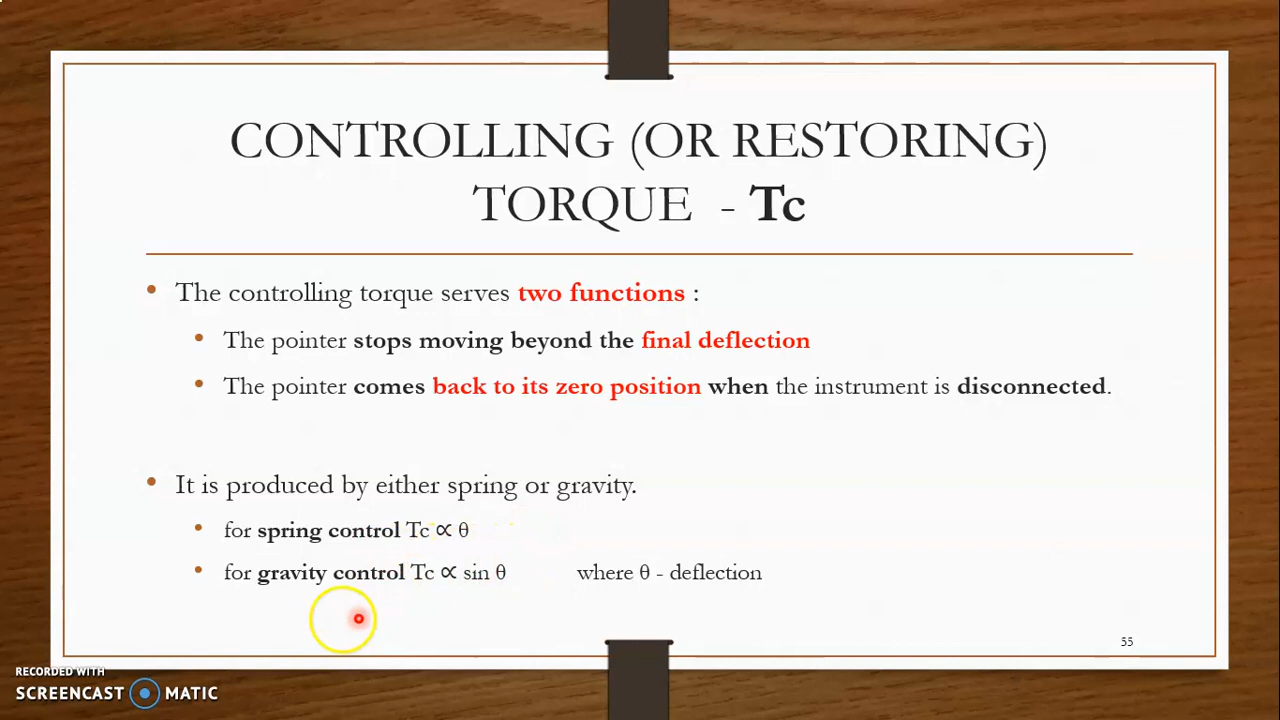 CONTROLLING (OR RESTORING)
TORQUE - Tc
• The controlling torque serves two functions :
• The pointer stops moving beyond the final deflection
• The pointer comes back to its zero position when the instrument is disconnected.
• It is produced by either spring or gravity.
• for spring control Tc ∝ θ
• for gravity control Tc ∝ sin θ where θ - deflection
55
RECORDED WITH
SCREENCAST MATIC